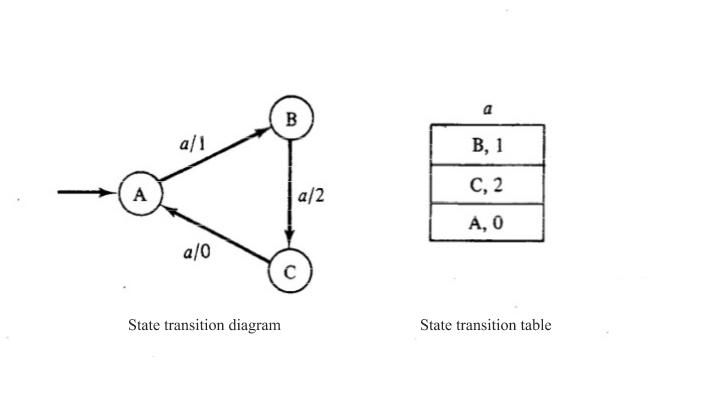 B
a/1
A
a/2
a/0
C
a
B, 1
C, 2
A, 0
State transition diagram
State transition table